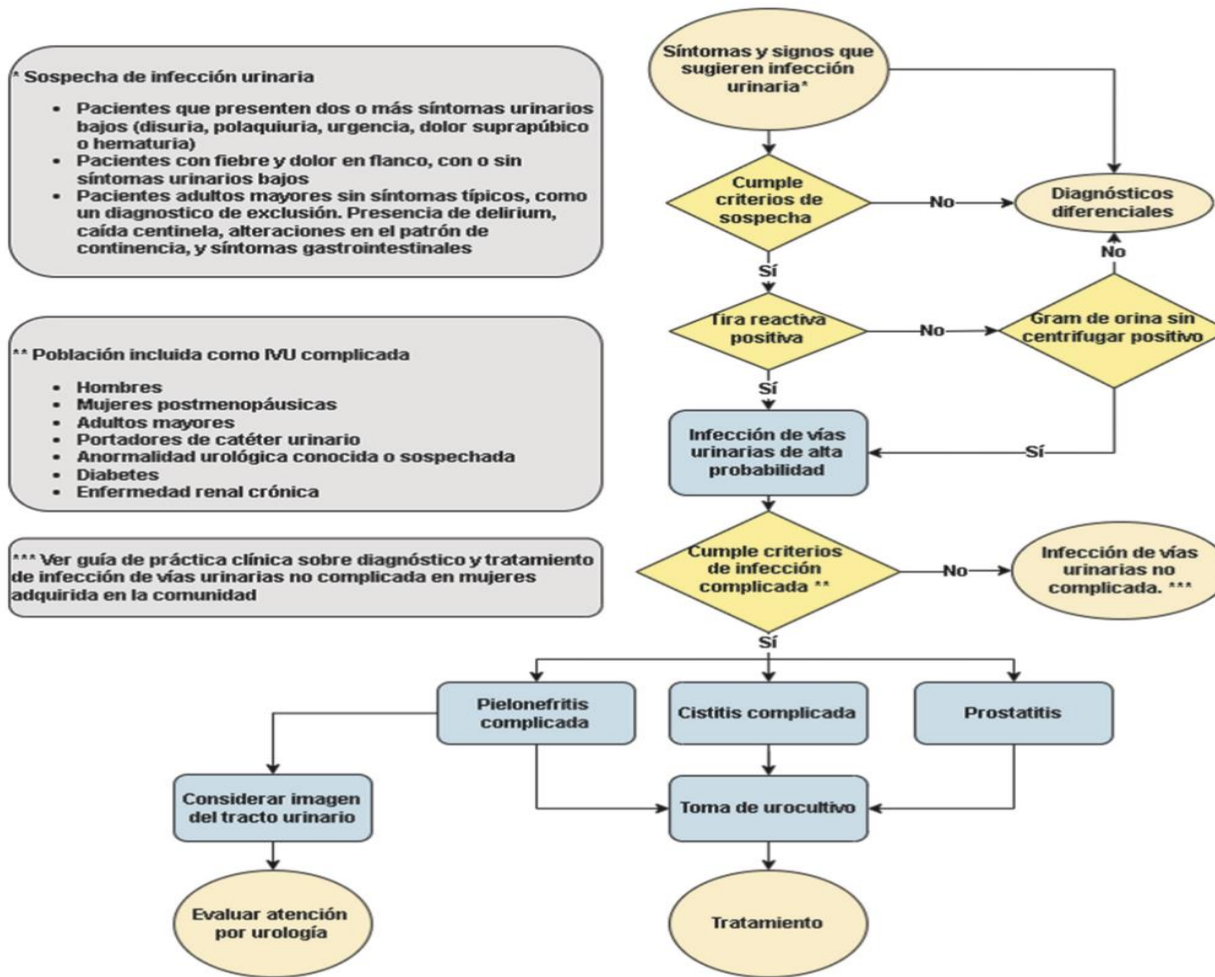 * Sospecha de infección urinaria
• Pacientes que presenten dos o más síntomas urinarios
bajos (disuria, polaquiuria, urgencia, dolor suprapúbico
o hematuria)
• Pacientes con fiebre y dolor en flanco, con o sin
síntomas urinarios bajos
• Pacientes adultos mayores sin síntomas típicos, como
un diagnostico de exclusión. Presencia de delirium,
caída centinela, alteraciones en el patrón de
continencia, y síntomas gastrointestinales
** Población incluida como IVU complicada
• Hombres
• Mujeres postmenopáusicas
• Adultos mayores
• Portadores de catéter urinario
• Anormalidad urológica conocida o sospechada
• Diabetes
• Enfermedad renal crónica
*** Ver guía de práctica clínica sobre diagnóstico y tratamiento
de infección de vías urinarias no complicada en mujeres
adquirida en la comunidad
Síntomas y signos que
sugieren infección
urinaria*
Cumple
criterios de
sospecha
No
Diagnósticos
diferenciales
Sí
No
Tira reactiva
positiva
No
Gram de orina sin
centrifugar positivo
Sí
Infección de vías
urinarias de alta
probabilidad
Sí
Cumple criterios
de infección
complicada **
No
Infección de vías
urinarias no
complicada. ***
Sí
Pielonefritis
complicada
Cistitis complicada
Prostatitis
Considerar imagen
del tracto urinario
Toma de urocultivo
Evaluar atención
por urología
Tratamiento